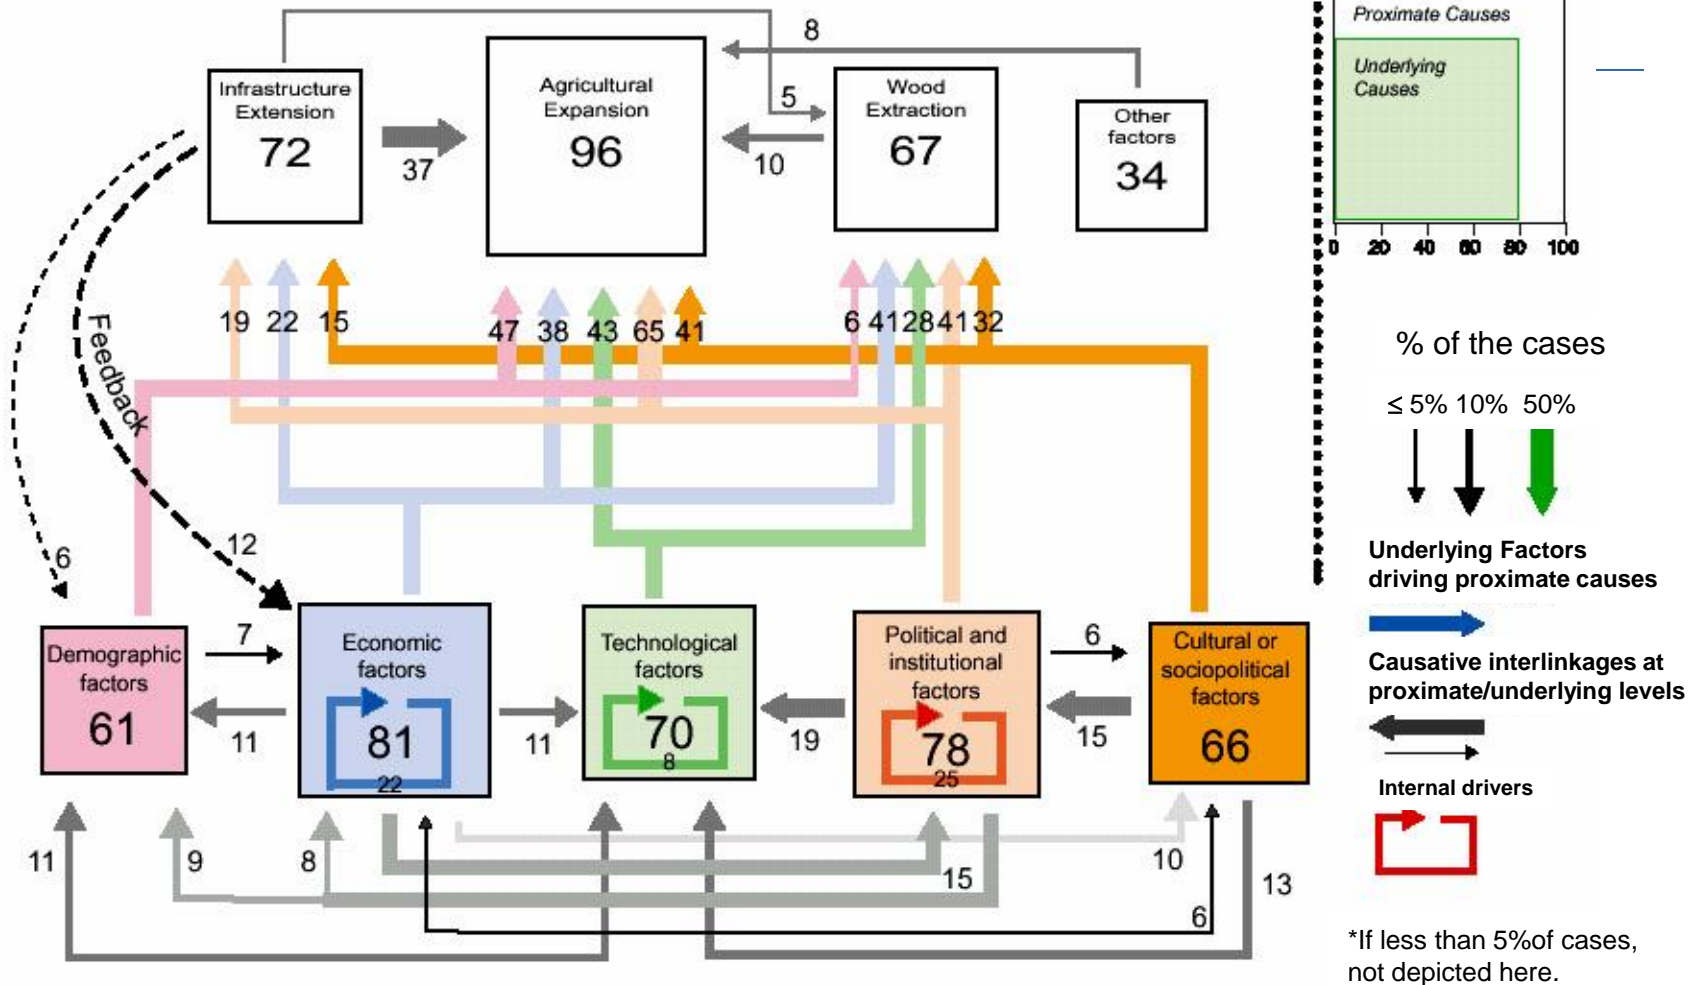 Proximate Causes
Underlying
Causes
0 20 40 60 80 100
8
5
Infrastructure
Extension
72
37
Agricultural
Expansion
96
10
Wood
Extraction
67
Other
factors
34
19 22 15
47 38 43 65 41
6 41 28 41 32
Feedback
6
12
% of the cases
≤ 5% 10% 50%
Underlying Factors
driving proximate causes
Causative interlinkages at
proximate/underlying levels
Internal drivers
Demographic
factors
61
7
11
Economic
factors
81
22
11
Technological
factors
70
8
19
Political and
institutional
factors
78
25
6
15
Cultural or
sociopolitical
factors
66
11
9
8
15
10
6
13
*If less than 5%of cases,
not depicted here.